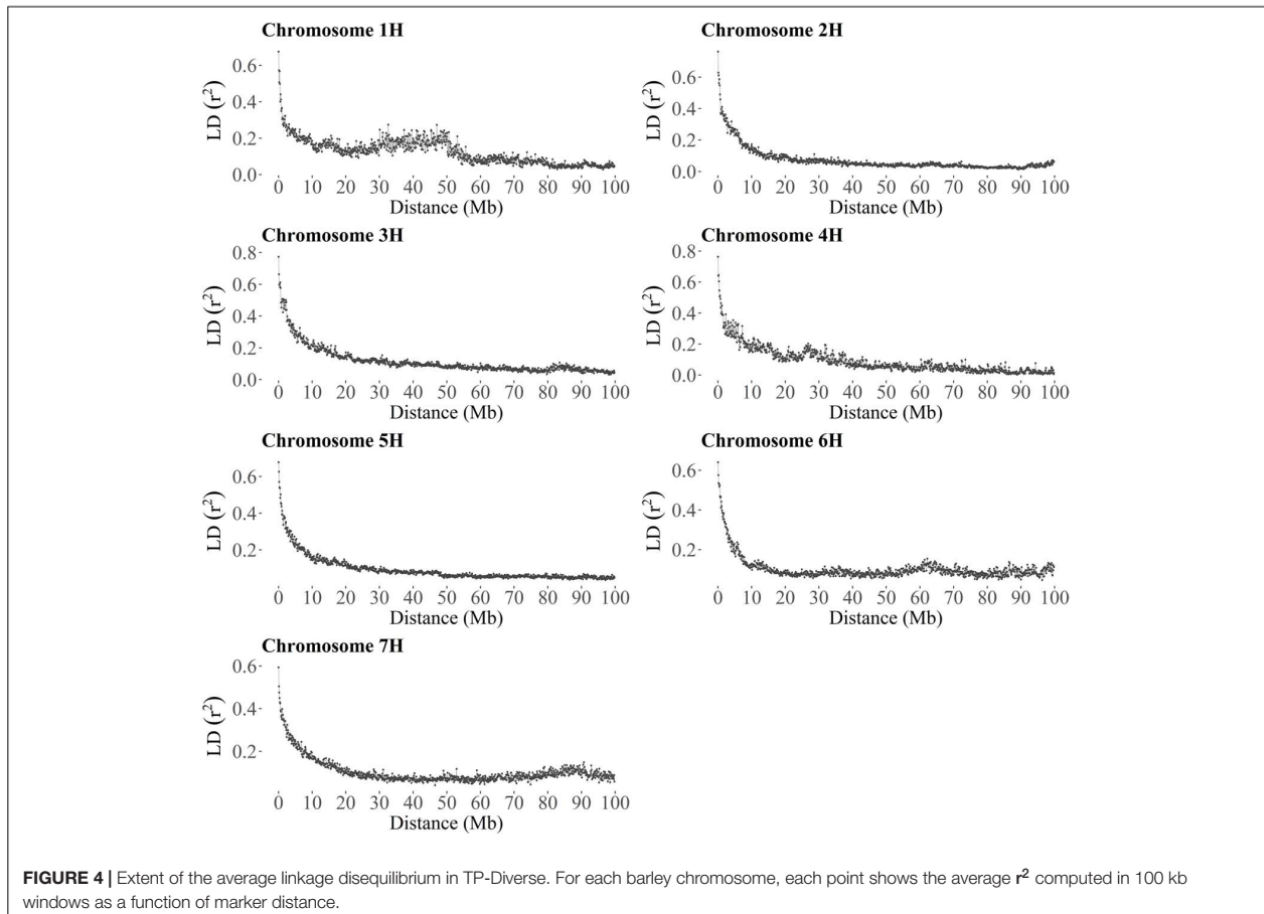 Chromosome 1H
LD (r²)
0.6
0.4
0.2
0.0
0 10 20 30 40 50 60 70 80 90 100
Distance (Mb)
Chromosome 2H
LD (r²)
0.6
0.4
0.2
0.0
0 10 20 30 40 50 60 70 80 90 100
Distance (Mb)
Chromosome 3H
LD (r²)
0.8
0.6
0.4
0.2
0.0
0 10 20 30 40 50 60 70 80 90 100
Distance (Mb)
Chromosome 4H
LD (r²)
0.8
0.6
0.4
0.2
0.0
0 10 20 30 40 50 60 70 80 90 100
Distance (Mb)
Chromosome 5H
LD (r²)
0.6
0.4
0.2
0 10 20 30 40 50 60 70 80 90 100
Distance (Mb)
Chromosome 6H
LD (r²)
0.6
0.4
0.2
0 10 20 30 40 50 60 70 80 90 100
Distance (Mb)
Chromosome 7H
LD (r²)
0.6
0.4
0.2
0 10 20 30 40 50 60 70 80 90 100
Distance (Mb)
FIGURE 4 | Extent of the average linkage disequilibrium in TP-Diverse. For each barley chromosome, each point shows the average r² computed in 100 kb
windows as a function of marker distance.